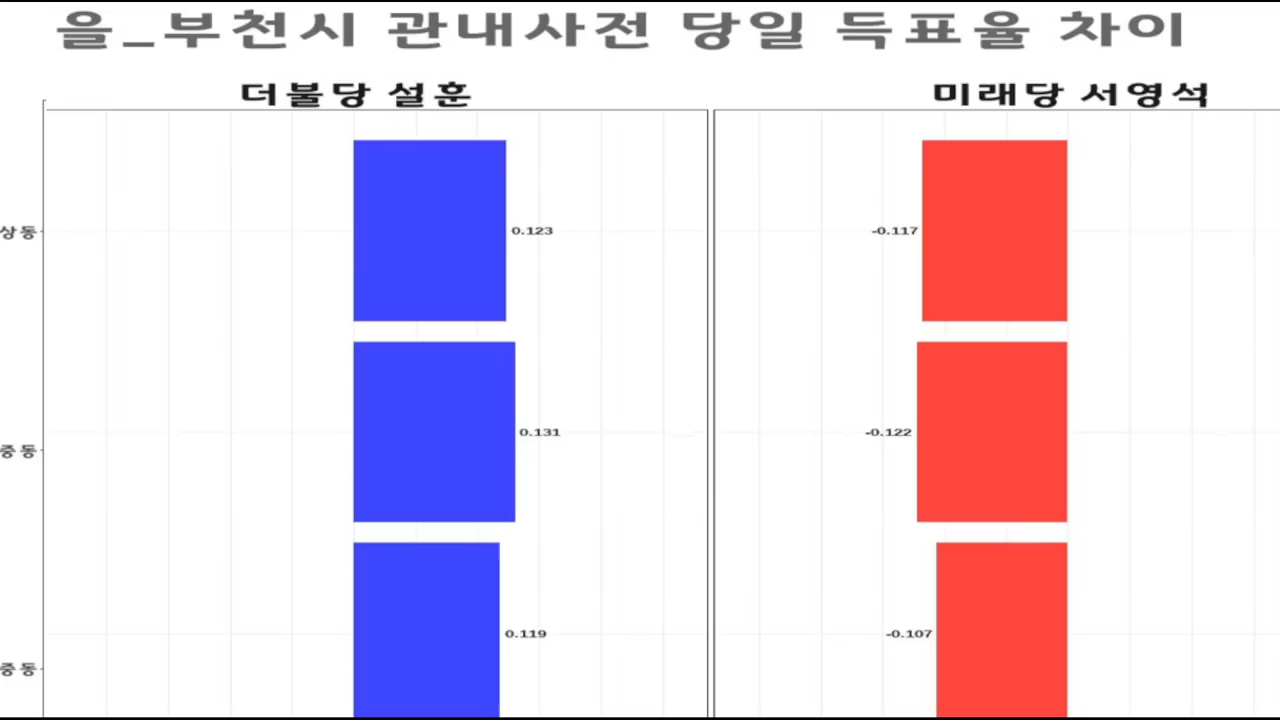 을_부천시 관내사전 당일 득표율 차이
더불당 설훈
미래당 서영석
상동
0.123
-0.117
중동
0.131
-0.122
중동
0.119
-0.107